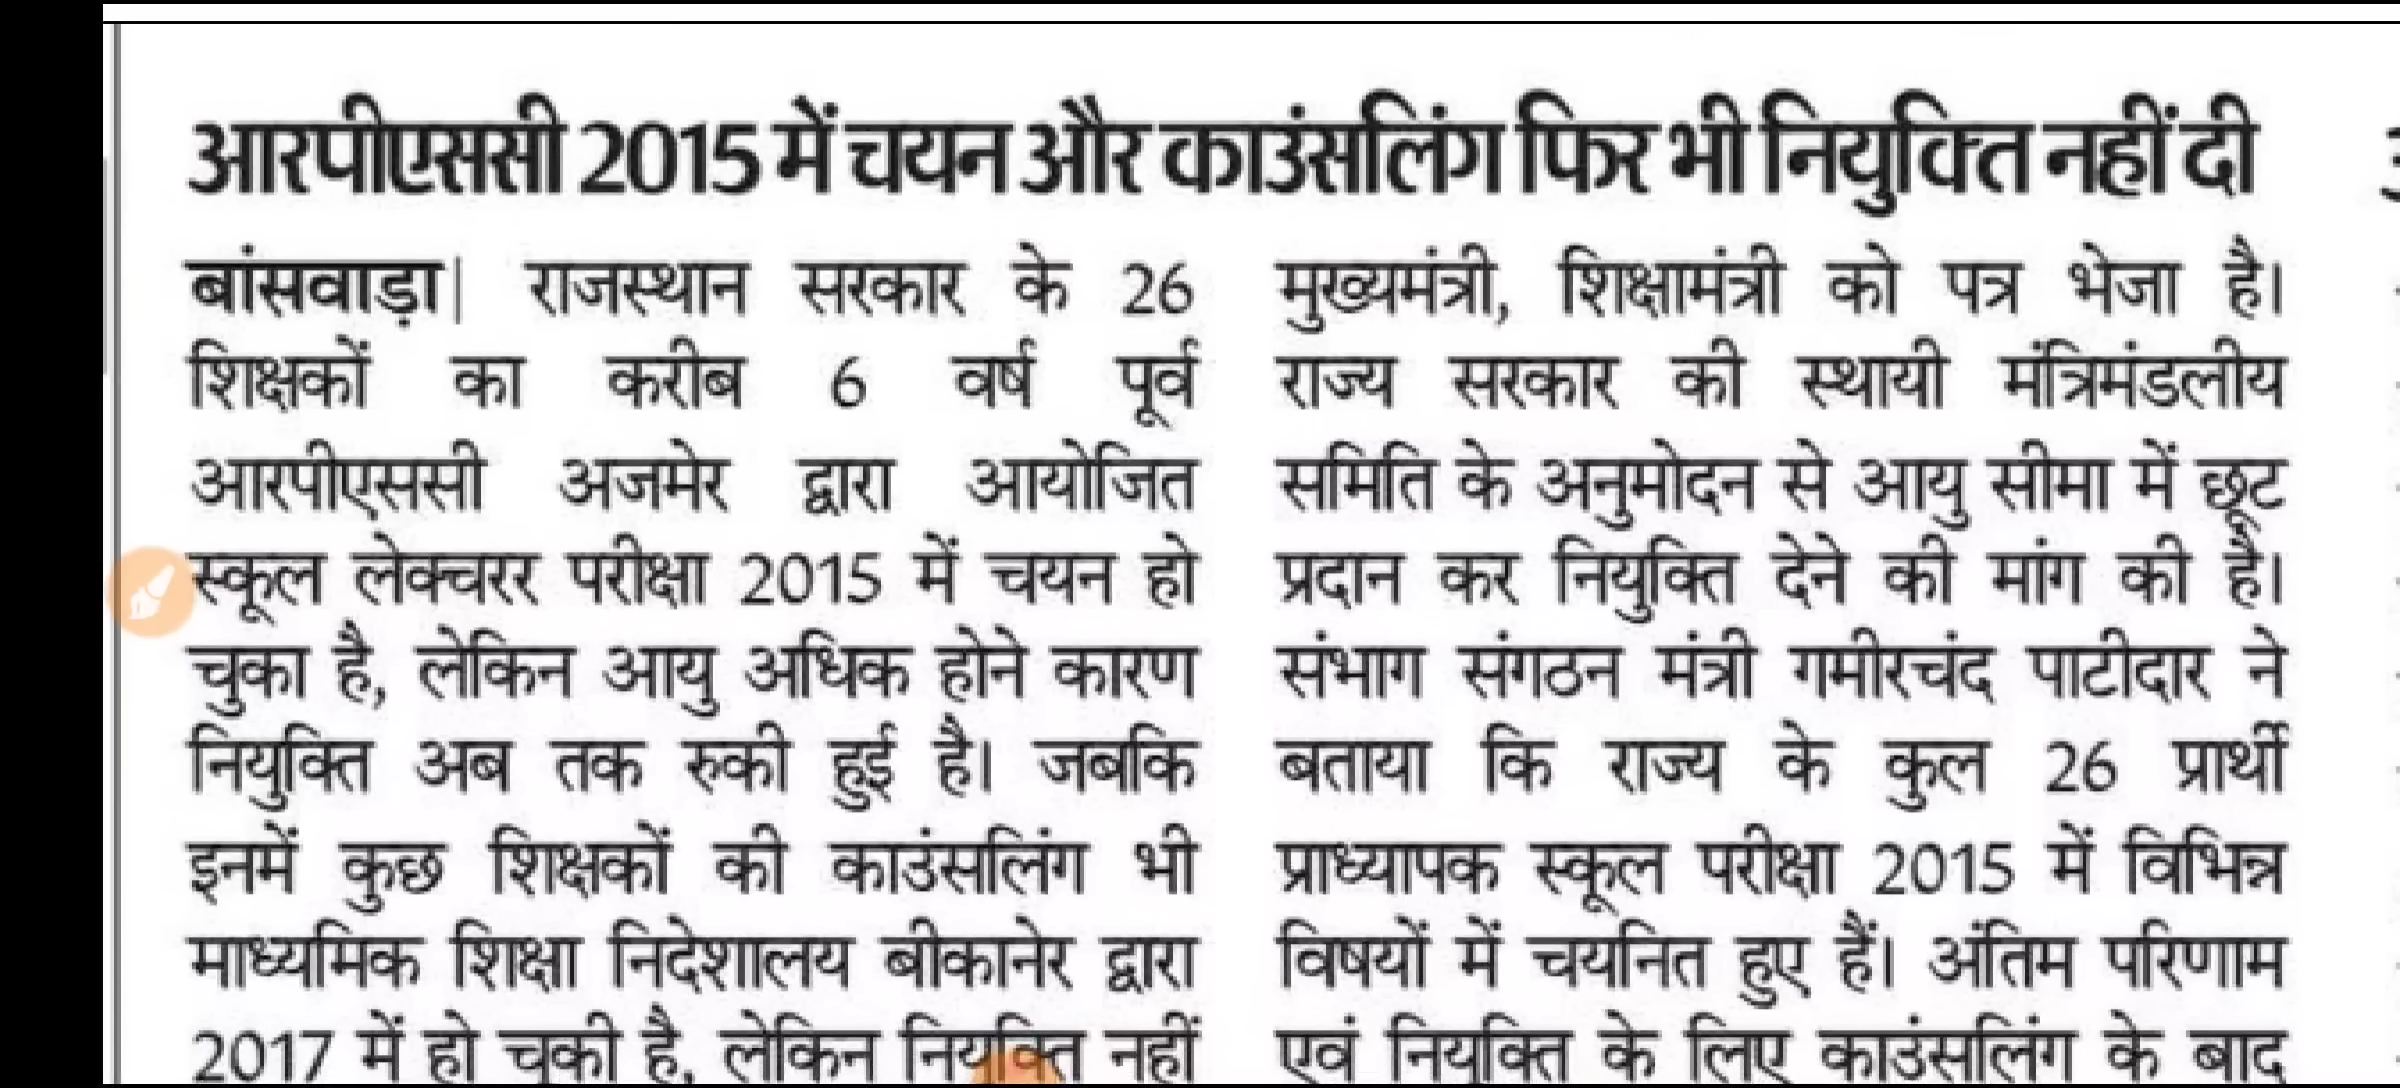 आरपीएससी 2015 में चयन और काउंसलिंग फिर भी नियुक्ति नहीं दी
बांसवाड़ा| राजस्थान सरकार के 26
शिक्षकों का करीब 6 वर्ष पूर्व
आरपीएससी अजमेर द्वारा आयोजित
स्कूल लेक्चरर परीक्षा 2015 में चयन हो
चुका है, लेकिन आयु अधिक होने कारण
नियुक्ति अब तक रुकी हुई है। जबकि
इनमें कुछ शिक्षकों की काउंसलिंग भी
माध्यमिक शिक्षा निदेशालय बीकानेर द्वारा
2017 में हो चुकी है, लेकिन नियुक्ति नहीं
मुख्यमंत्री, शिक्षामंत्री को पत्र भेजा है।
राज्य सरकार की स्थायी मंत्रिमंडलीय
समिति के अनुमोदन से आयु सीमा में छूट
प्रदान कर नियुक्ति देने की मांग की है।
संभाग संगठन मंत्री गमीरचंद पाटीदार ने
बताया कि राज्य के कुल 26 प्रार्थी
प्राध्यापक स्कूल परीक्षा 2015 में विभिन्न
विषयों में चयनित हुए हैं। अंतिम परिणाम
एवं नियुक्ति के लिए काउंसलिंग के बाद